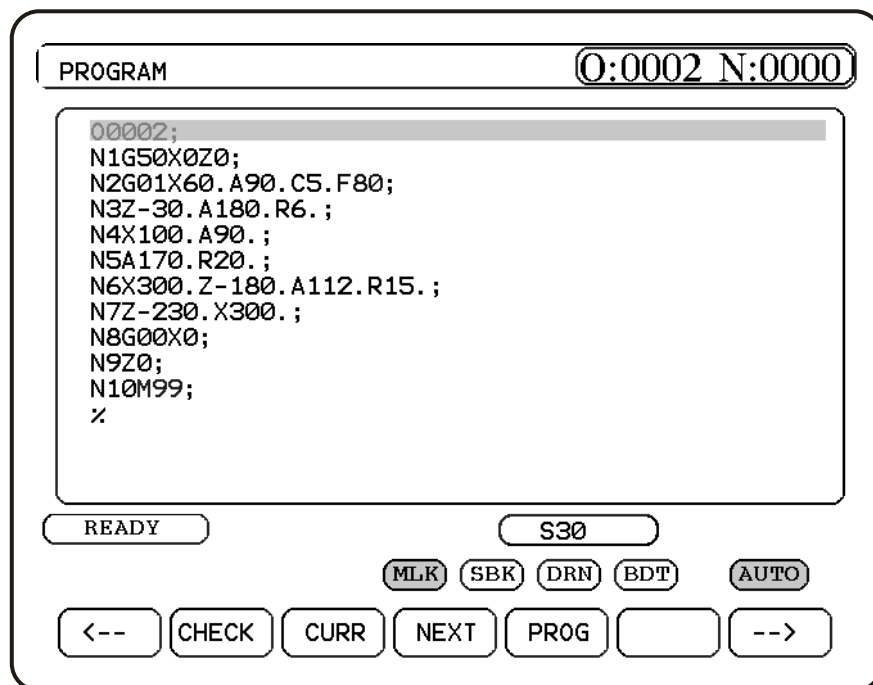 PROGRAM
O:0002 N:0000
O0002;
N1G50X0Z0;
N2G01X60.A90.C5.F80;
N3Z-30.A180.R6.;
N4X100.A90.;
N5A170.R20.;
N6X300.Z-180.A112.R15.;
N7Z-230.X300.;
N8G00X0;
N9Z0;
N10M99;
%
READY
S30
MLK SBK DRN BDT AUTO
<-- CHECK CURR NEXT PROG -->